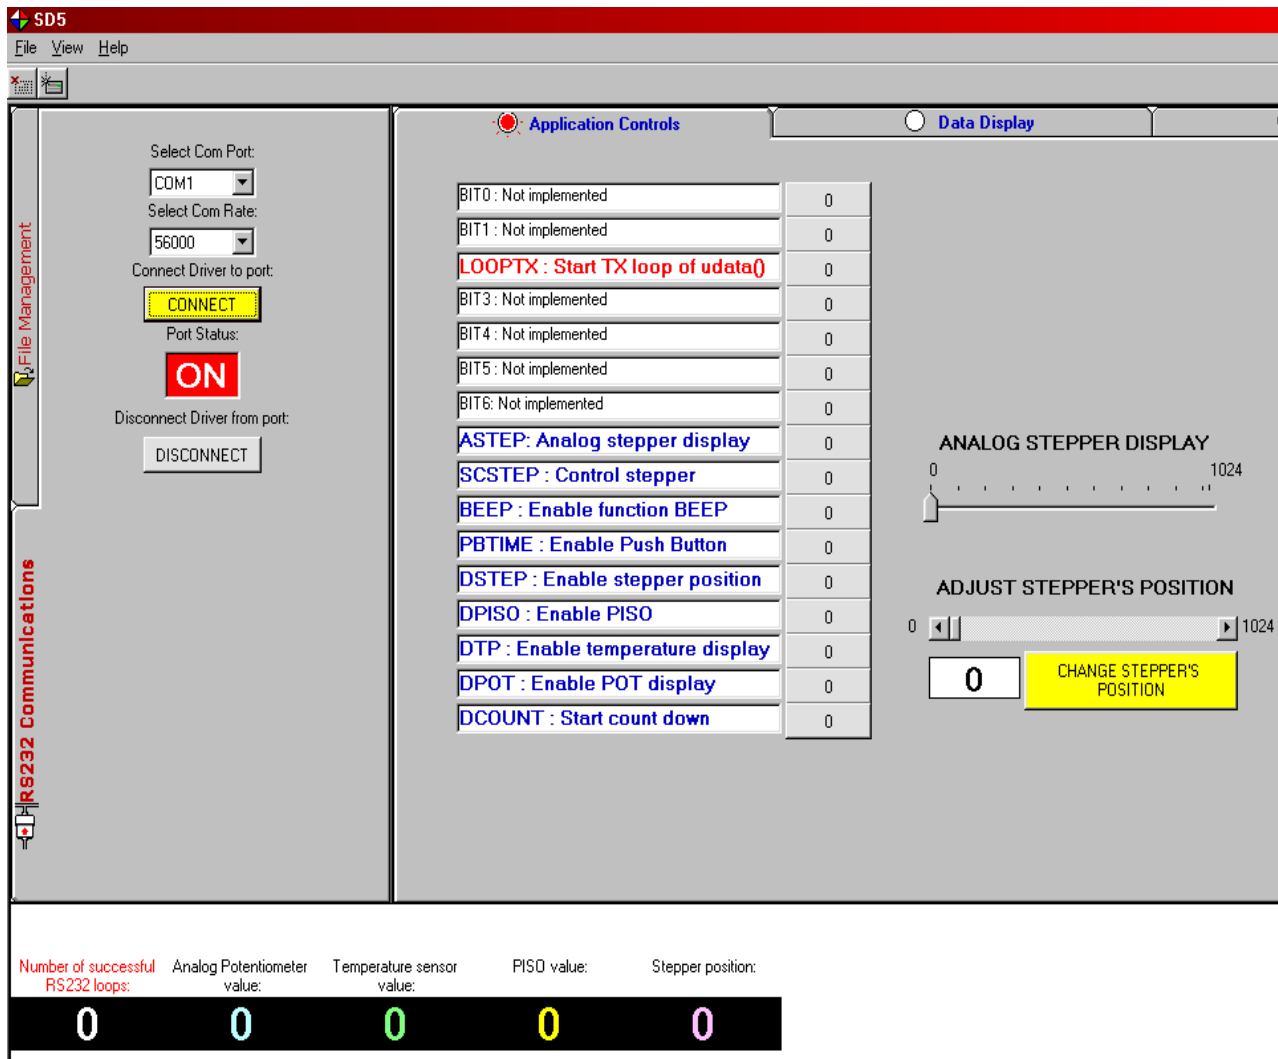 SD5
File View Help
File Management
RS232 Communications
Select Com Port:
COM1
Select Com Rate:
56000
Connect Driver to port:
CONNECT
Port Status:
ON
Disconnect Driver from port:
DISCONNECT
Application Controls
Data Display
BIT0 : Not implemented 0
BIT1 : Not implemented 0
LOOPTX : Start TX loop of udata() 0
BIT3 : Not implemented 0
BIT4 : Not implemented 0
BIT5 : Not implemented 0
BIT6: Not implemented 0
ASTEP: Analog stepper display 0
SCSTEP : Control stepper 0
BEEP : Enable function BEEP 0
PBTIME : Enable Push Button 0
DSTEP : Enable stepper position 0
DPISO : Enable PISO 0
DTP : Enable temperature display 0
DPOT : Enable POT display 0
DCOUNT : Start count down 0
ANALOG STEPPER DISPLAY
0 1024
ADJUST STEPPER'S POSITION
0 1024
0
CHANGE STEPPER'S
POSITION
Number of successful
RS232 loops:
0
Analog Potentiometer
value:
0
Temperature sensor
value:
0
PISO value:
0
Stepper position:
0